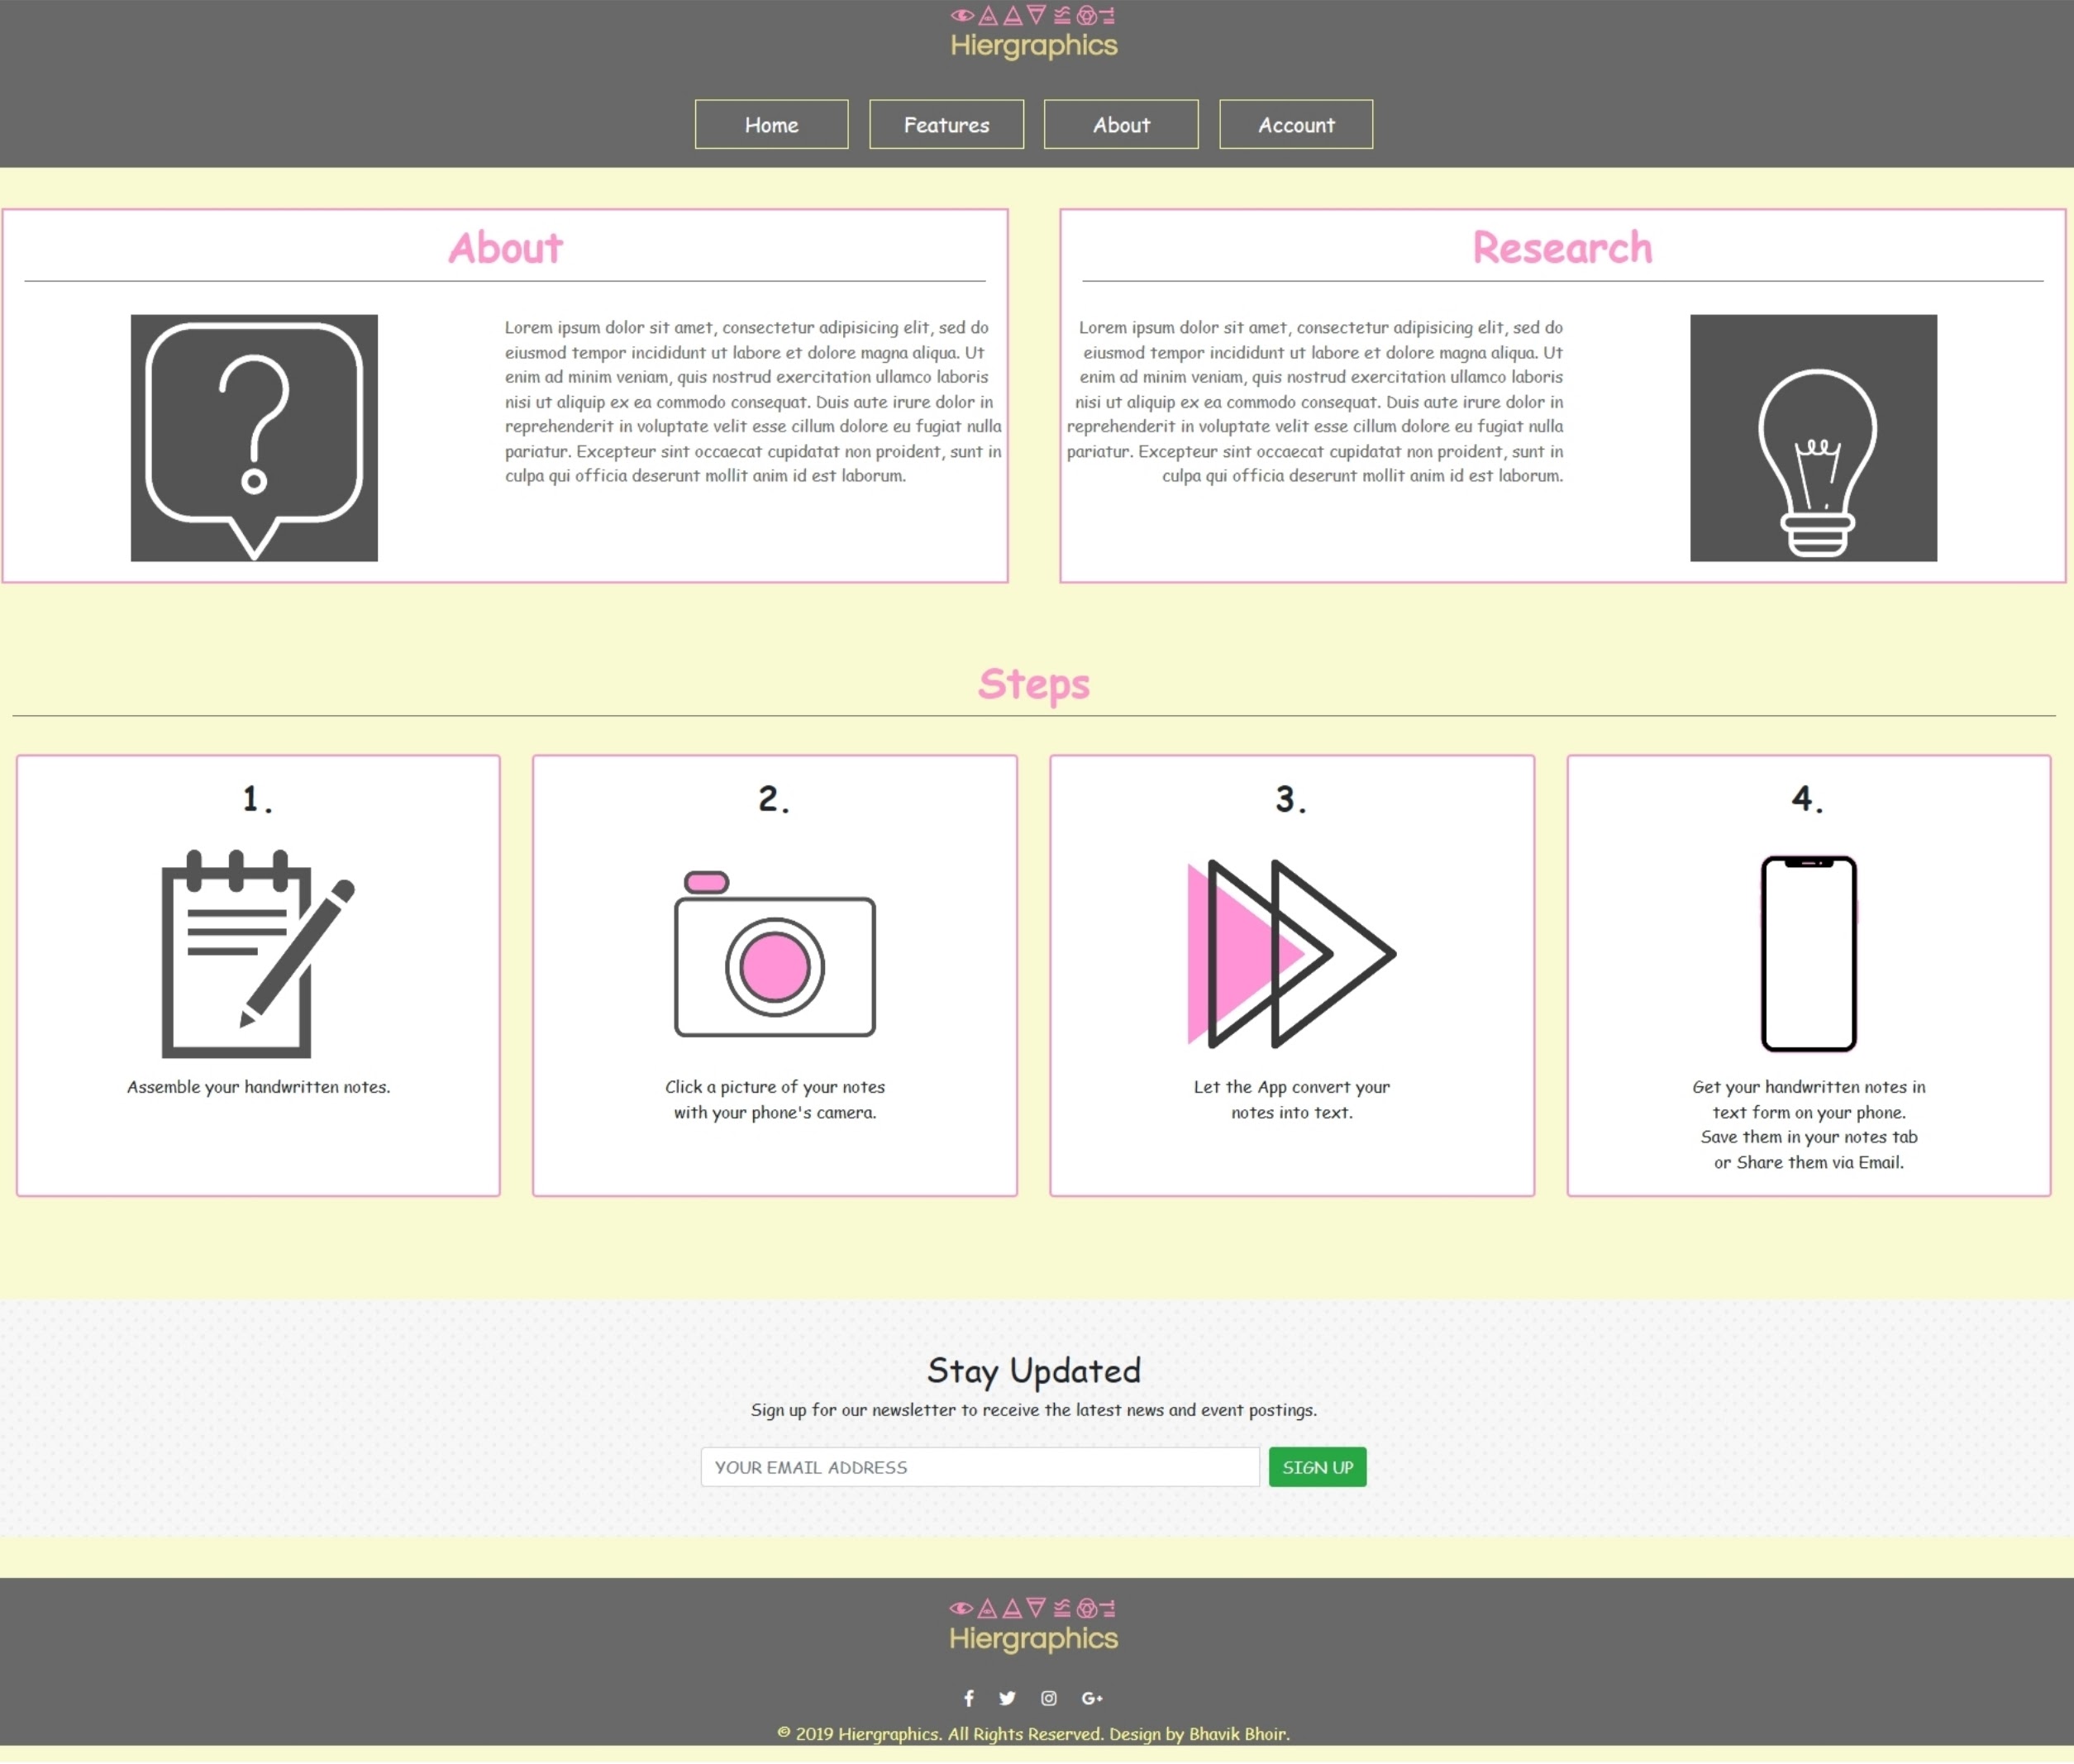 Hiergraphics
Home
Features
About
Account
About
Lorem ipsum dolor sit amet, consectetur adipisicing elit, sed do
eiusmod tempor incididunt ut labore et dolore magna aliqua. Ut
enim ad minim veniam, quis nostrud exercitation ullamco laboris
nisi ut aliquip ex ea commodo consequat. Duis aute irure dolor in
reprehenderit in voluptate velit esse cillum dolore eu fugiat nulla
pariatur. Excepteur sint occaecat cupidatat non proident, sunt in
culpa qui officia deserunt mollit anim id est laborum.
Research
Lorem ipsum dolor sit amet, consectetur adipisicing elit, sed do
eiusmod tempor incididunt ut labore et dolore magna aliqua. Ut
enim ad minim veniam, quis nostrud exercitation ullamco laboris
nisi ut aliquip ex ea commodo consequat. Duis aute irure dolor in
reprehenderit in voluptate velit esse cillum dolore eu fugiat nulla
pariatur. Excepteur sint occaecat cupidatat non proident, sunt in
culpa qui officia deserunt mollit anim id est laborum.
Steps
1.
Assemble your handwritten notes.
2.
Click a picture of your notes
with your phone's camera.
3.
Let the App convert your
notes into text.
4.
Get your handwritten notes in
text form on your phone.
Save them in your notes tab
or Share them via Email.
Stay Updated
Sign up for our newsletter to receive the latest news and event postings.
YOUR EMAIL ADDRESS
SIGN UP
Hiergraphics
© 2019 Hiergraphics. All Rights Reserved. Design by Bhavik Bhoir.